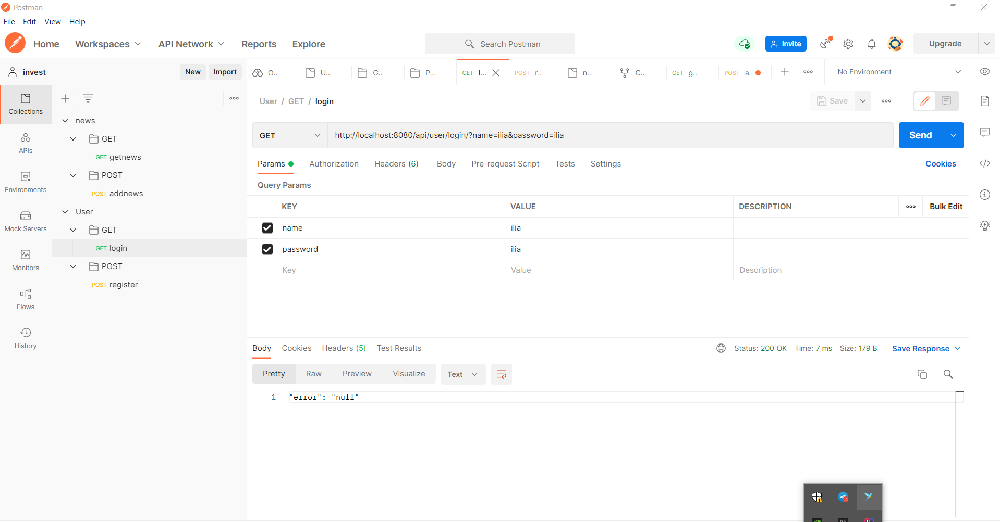 Postman
File Edit View Help
Home Workspaces API Network Reports Explore Search Postman Invite Upgrade
invest New Import O.. U... G... P... GET l... POST r.. n... C... GET g.. POST a. No Environment
User / GET / login Save
Collections
APIs
Environments
Mock Servers
Monitors
Flows
History
news
GET
GET getnews
POST
POST addnews
User
GET
GET login
POST
POST register
GET http://localhost:8080/api/user/login/?name=ilia&password=ilia Send
Params Authorization Headers (6) Body Pre-request Script Tests Settings Cookies
Query Params
KEY VALUE DESCRIPTION Bulk Edit
name ilia
password ilia
Key Value Description
Body Cookies Headers (5) Test Results Status: 200 OK Time: 7 ms Size: 179 B Save Response
Pretty Raw Preview Visualize Text
1 "error": "null"